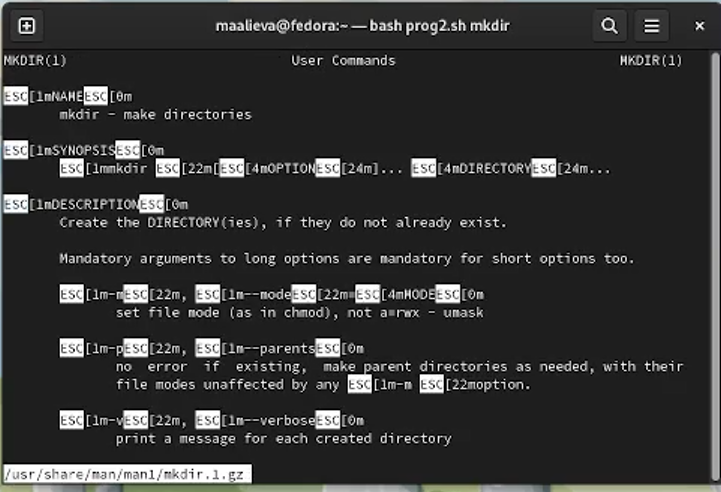 maalieva@fedora:~ — bash prog2.sh mkdir
MKDIR(1) User Commands MKDIR(1)
ESC[1mNAMEESC[0m
mkdir - make directories
ESC[1mSYNOPSISESC[0m
ESC[1mmkdir ESC[22m[ESC[4mOPTIONESC[24m]... ESC[4mDIRECTORYESC[24m...
ESC[1mDESCRIPTIONESC[0m
Create the DIRECTORY(ies), if they do not already exist.
Mandatory arguments to long options are mandatory for short options too.
ESC[1m-mESC[22m, ESC[1m--modeESC[22m=ESC[4mMODEESC[0m
set file mode (as in chmod), not a=rwx - umask
ESC[1m-pESC[22m, ESC[1m--parentsESC[0m
no error if existing, make parent directories as needed, with their
file modes unaffected by any ESC[1m-m ESC[22moption.
ESC[1m-vESC[22m, ESC[1m--verboseESC[0m
print a message for each created directory
/usr/share/man/man1/mkdir.1.gz